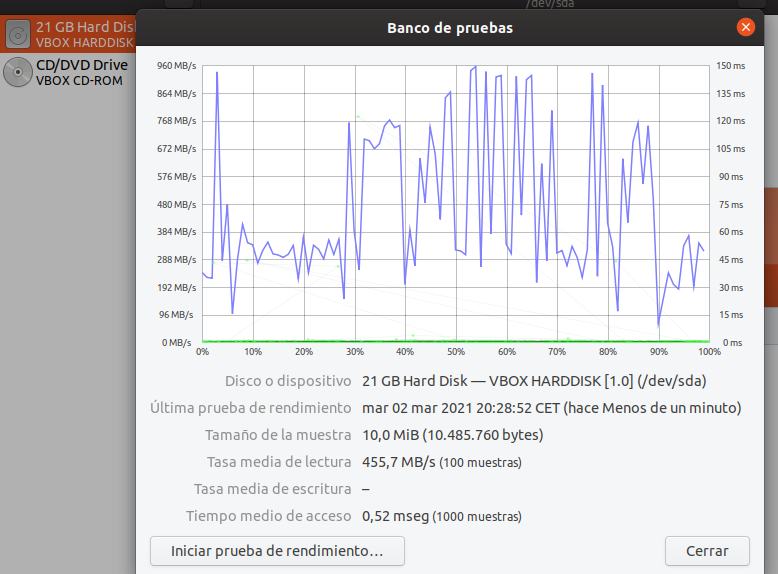 /dev/sda
Banco de pruebas
21 GB Hard Dis
VBOX HARDDISK
CD/DVD Drive
VBOX CD-ROM
960 MB/s
864 MB/s
768 MB/s
672 MB/s
576 MB/s
480 MB/s
384 MB/s
288 MB/s
192 MB/s
96 MB/s
0 MB/s
150 ms
135 ms
120 ms
105 ms
90 ms
75 ms
60 ms
45 ms
30 ms
15 ms
0 ms
0% 10% 20% 30% 40% 50% 60% 70% 80% 90% 100%
Disco o dispositivo 21 GB Hard Disk — VBOX HARDDISK [1.0] (/dev/sda)
Última prueba de rendimiento mar 02 mar 2021 20:28:52 CET (hace Menos de un minuto)
Tamaño de la muestra 10,0 MiB (10.485.760 bytes)
Tasa media de lectura 455,7 MB/s (100 muestras)
Tasa media de escritura –
Tiempo medio de acceso 0,52 mseg (1000 muestras)
Iniciar prueba de rendimiento… Cerrar